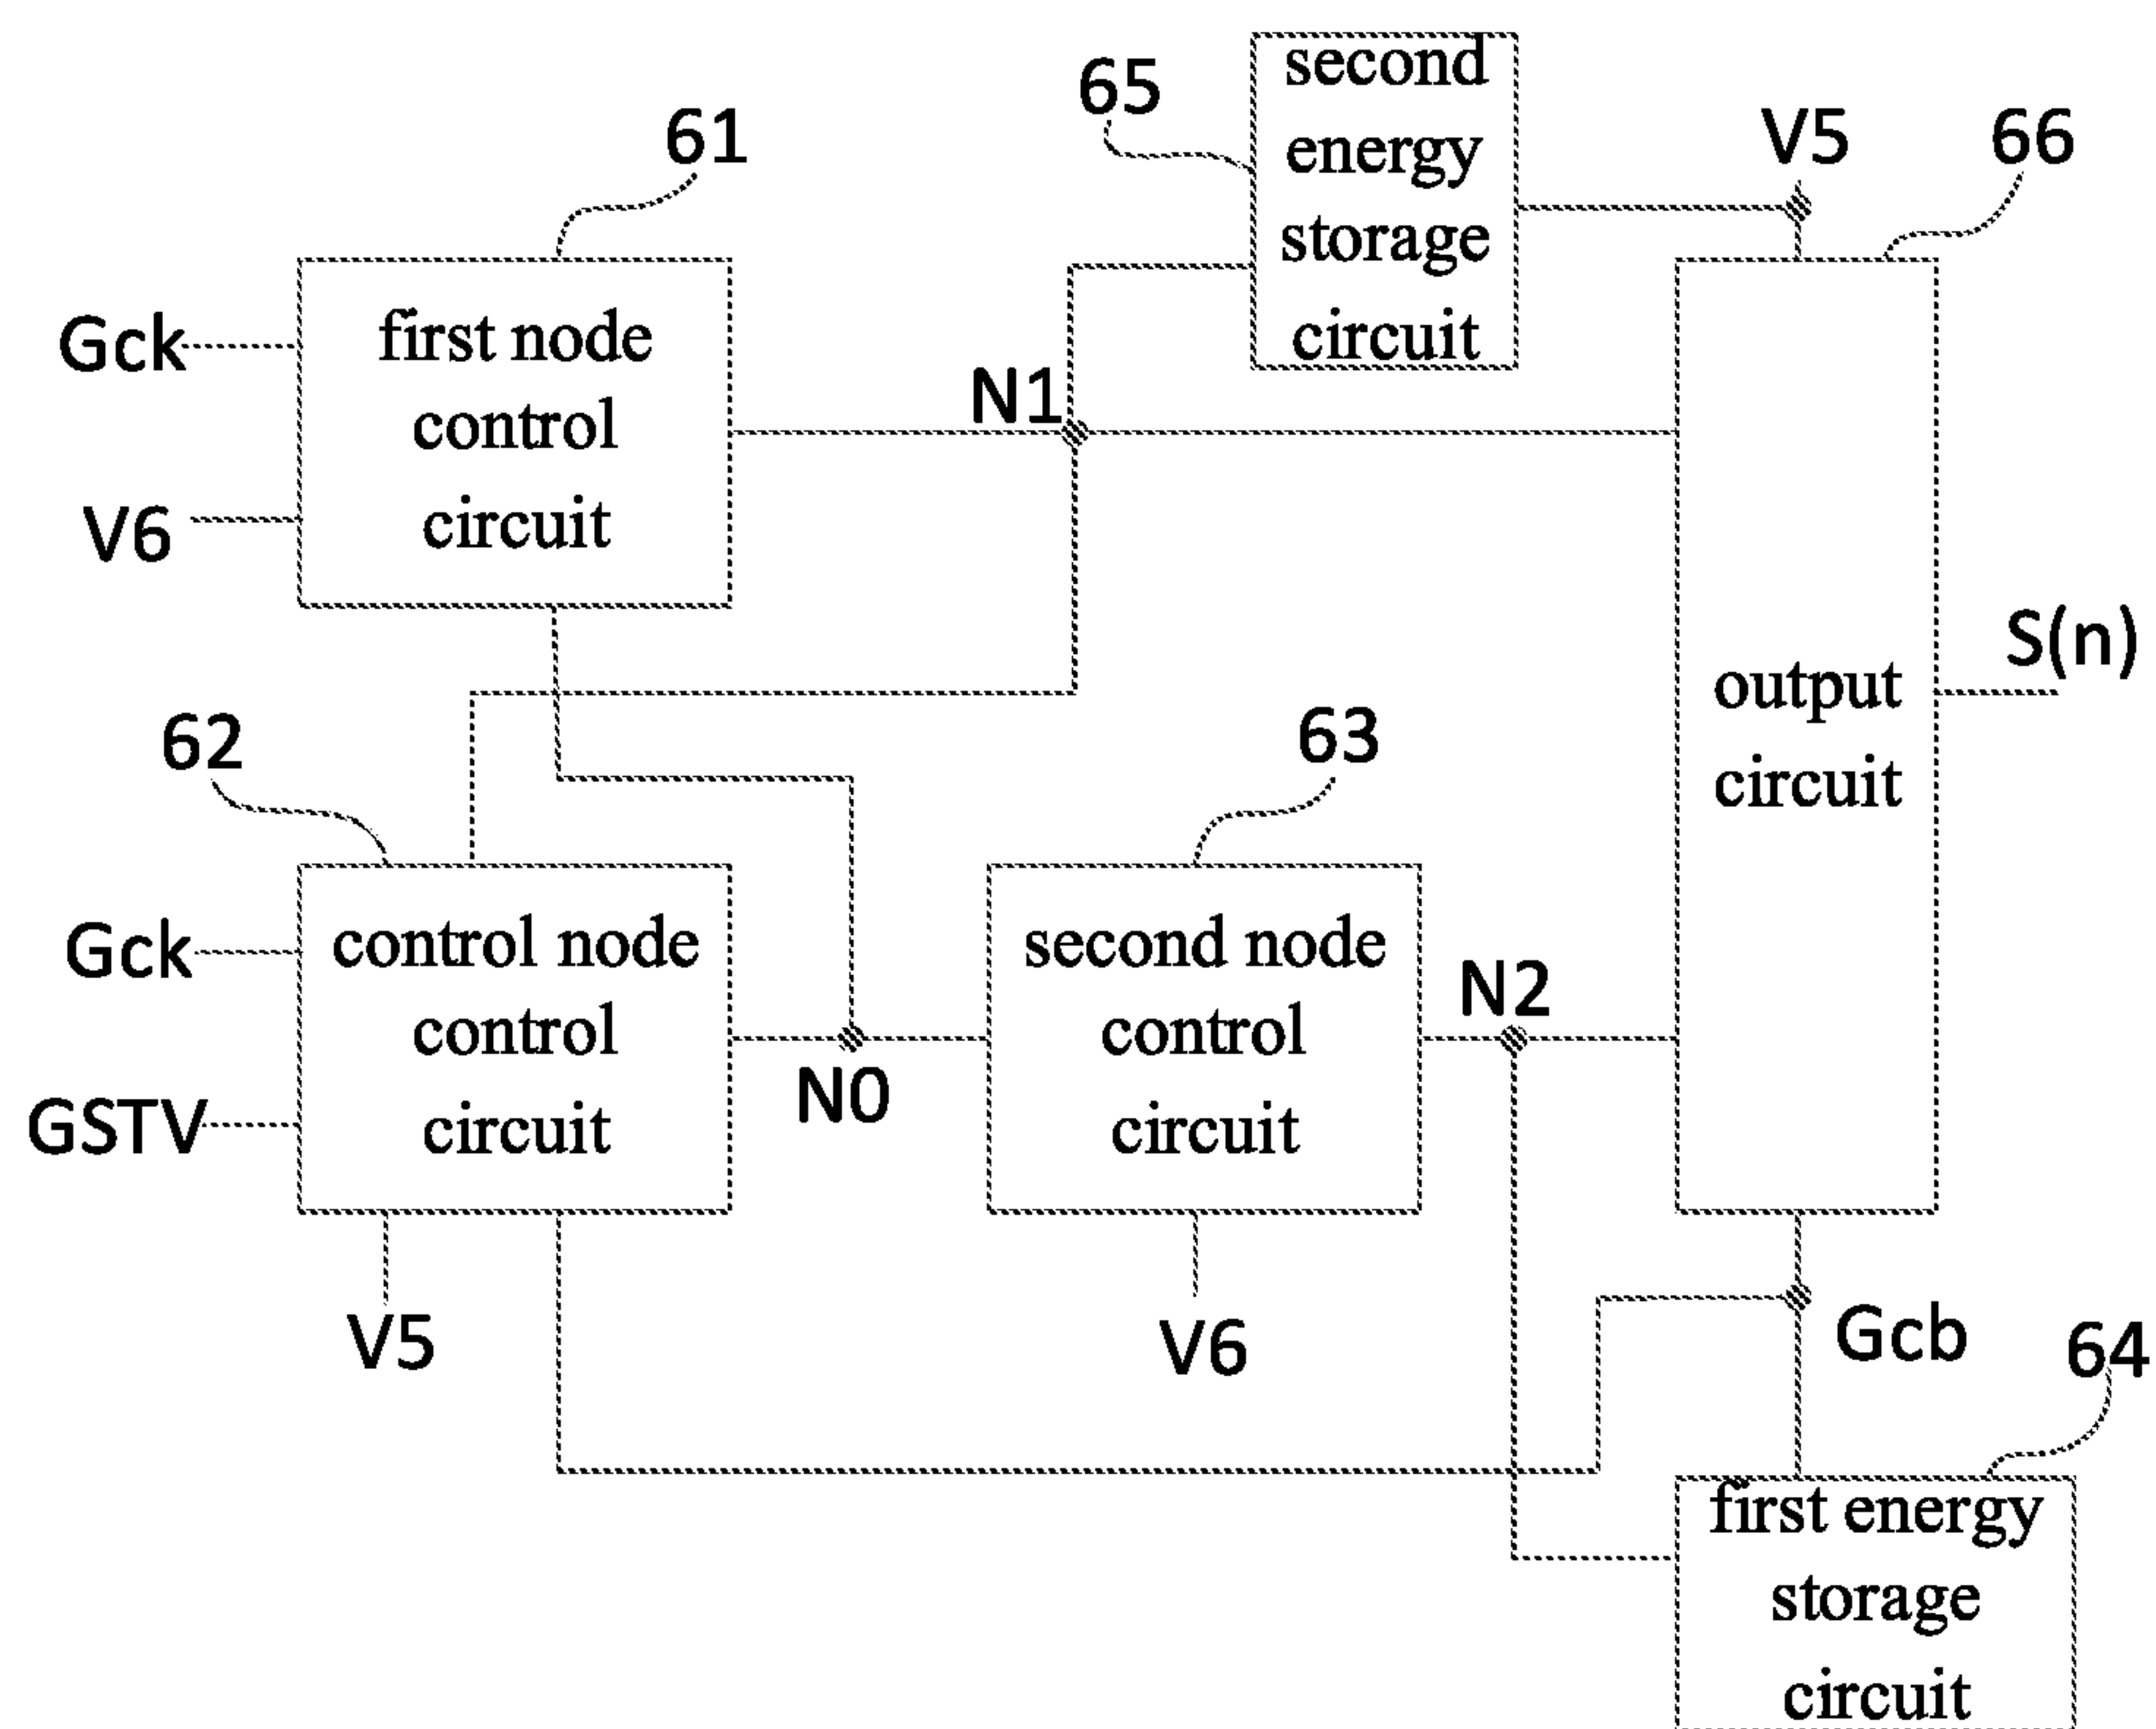 65
second
energy
storage
circuit
V5
66
61
Gck
V6
first node
control
circuit
N1
S(n)
output
circuit
62
63
Gck
GSTV
control node
control
circuit
N0
second node
control
circuit
N2
V5
V6
Gcb
64
first energy
storage
circuit